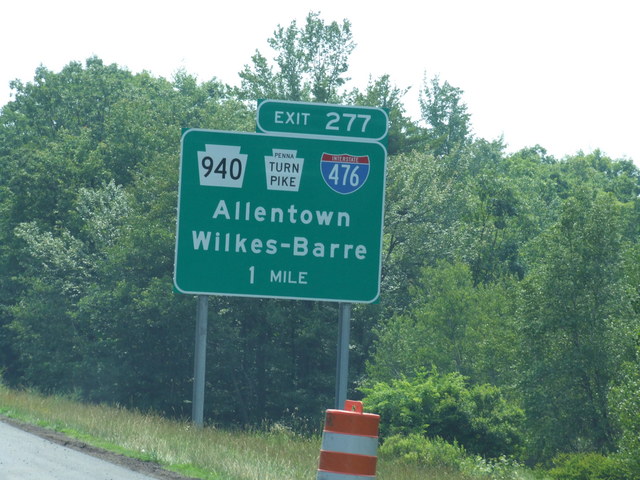 EXIT 277
940
PENNA
TURN
PIKE
INTERSTATE
476
Allentown
Wilkes-Barre
1 MILE